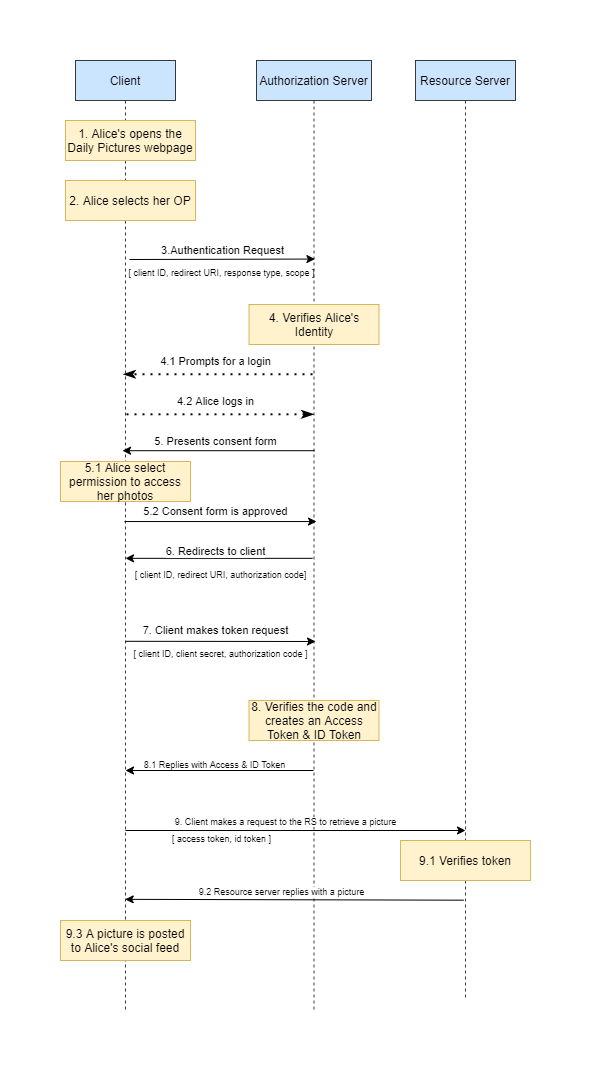 Client
Authorization Server
Resource Server
1. Alice's opens the
Daily Pictures webpage
2. Alice selects her OP
3.Authentication Request
[ client ID, redirect URI, response type, scope ]
4. Verifies Alice's
Identity
4.1 Prompts for a login
4.2 Alice logs in
5. Presents consent form
5.1 Alice select
permission to access
her photos
5.2 Consent form is approved
6. Redirects to client
[ client ID, redirect URI, authorization code]
7. Client makes token request
[ client ID, client secret, authorization code ]
8. Verifies the code and
creates an Access
Token & ID Token
8.1 Replies with Access & ID Token
9. Client makes a request to the RS to retrieve a picture
[ access token, id token ]
9.1 Verifies token
9.2 Resource server replies with a picture
9.3 A picture is posted
to Alice's social feed